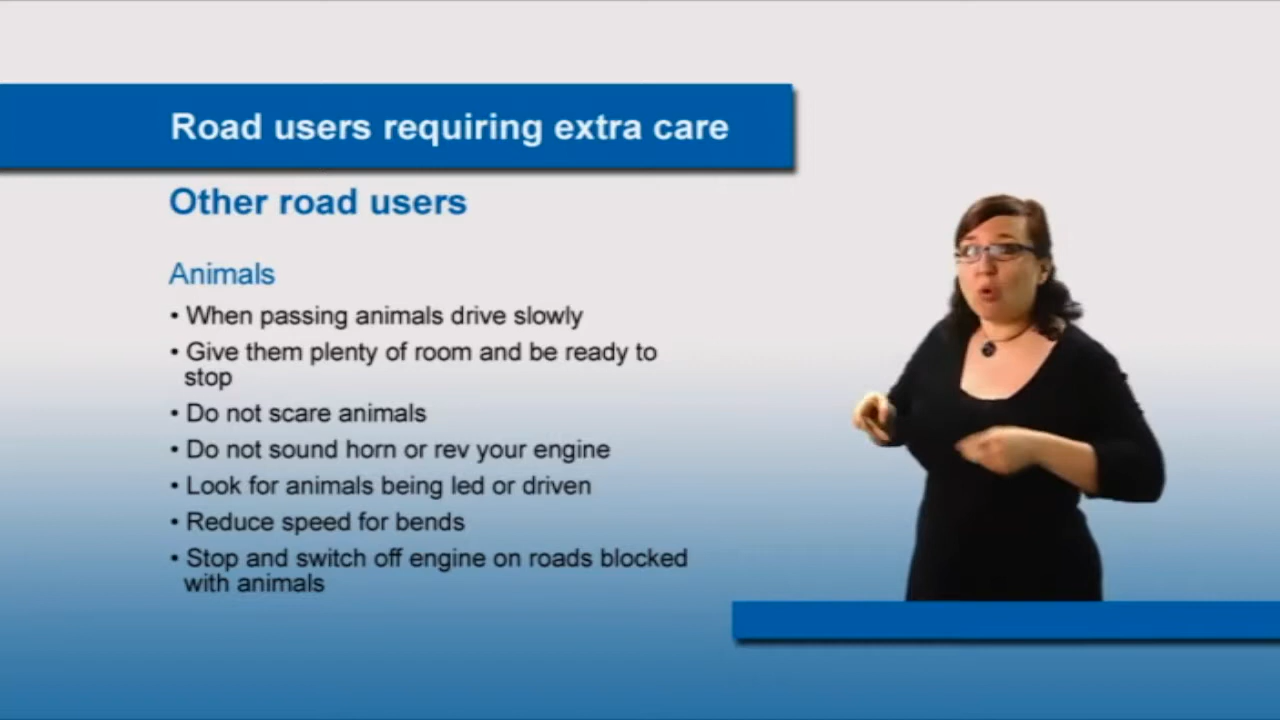 Road users requiring extra care
Other road users
Animals
• When passing animals drive slowly
• Give them plenty of room and be ready to
stop
• Do not scare animals
• Do not sound horn or rev your engine
• Look for animals being led or driven
• Reduce speed for bends
• Stop and switch off engine on roads blocked
with animals